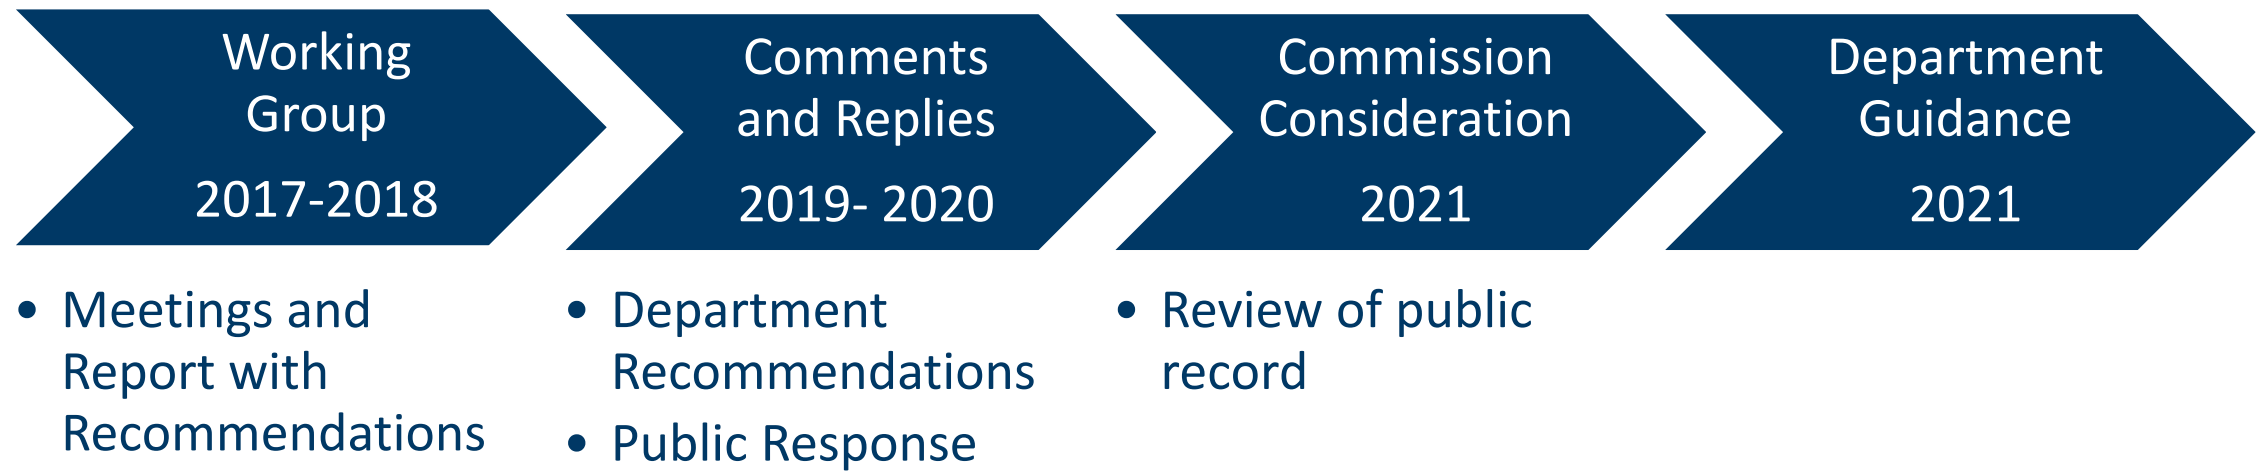 Working
Group
2017-2018
Comments
and Replies
2019- 2020
Commission
Consideration
2021
Department
Guidance
2021
• Meetings and
Report with
Recommendations
• Department
Recommendations
• Public Response
• Review of public
record